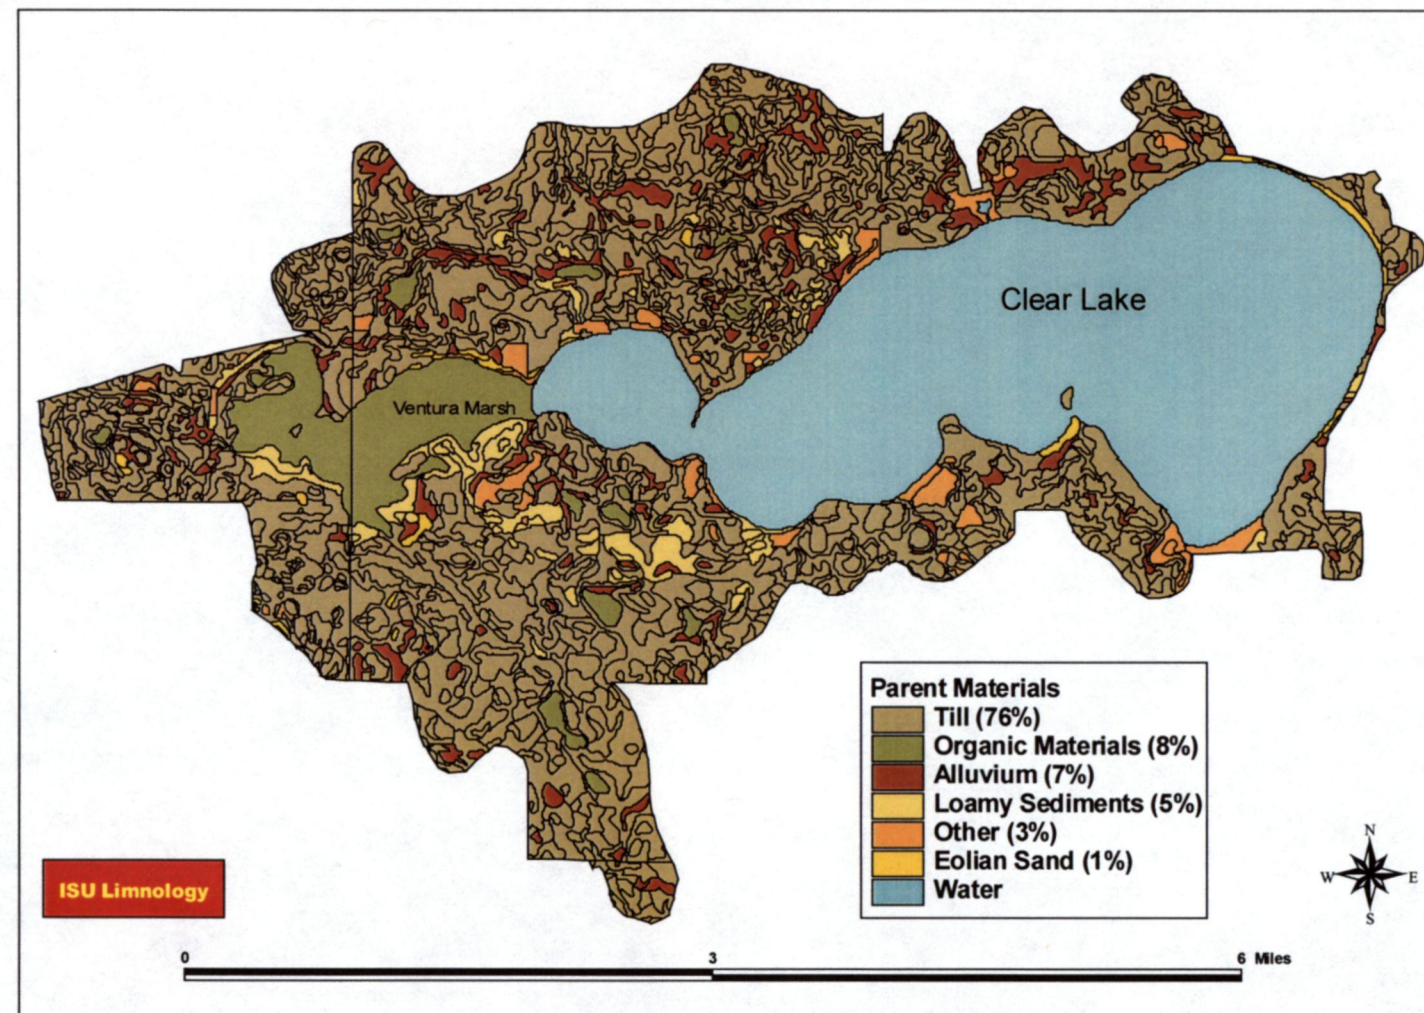 Clear Lake
Ventura Marsh
Parent Materials
Till (76%)
Organic Materials (8%)
Alluvium (7%)
Loamy Sediments (5%)
Other (3%)
Eolian Sand (1%)
Water
ISU Limnology
N
W E
S
0 3 6 Miles